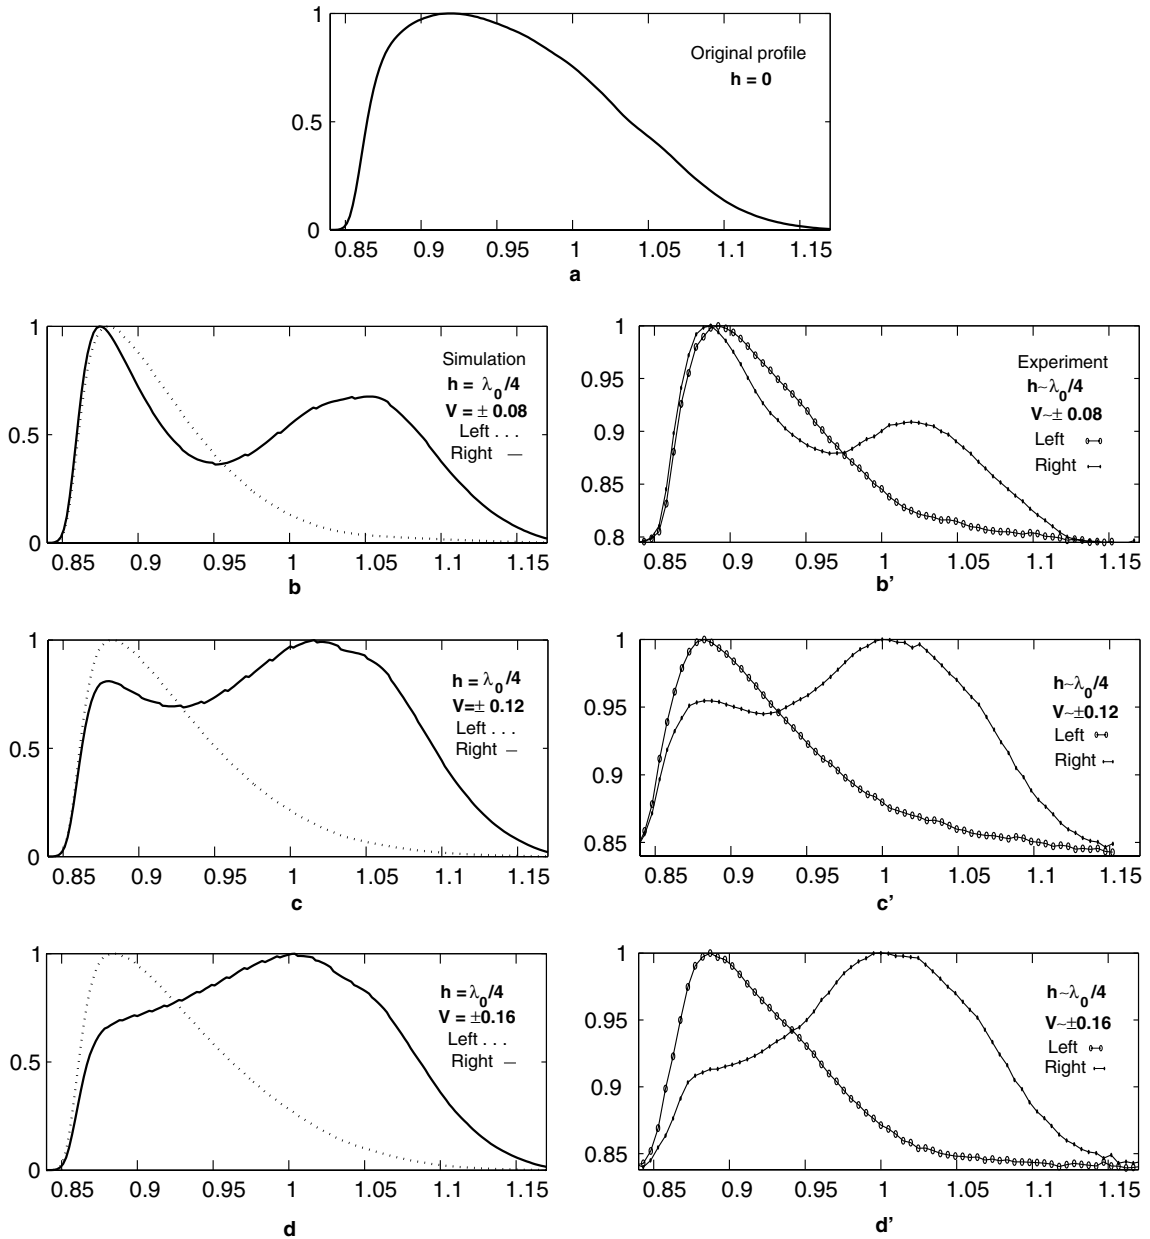 1
0.5
0
Original profile
h = 0
0.85 0.9 0.95 1 1.05 1.1 1.15
a
1
0.5
0
Simulation
h = λ0/4
V = ± 0.08
Left . . .
Right —
0.85 0.9 0.95 1 1.05 1.1 1.15
b
1
0.95
0.9
0.85
0.8
Experiment
h~λ0/4
V~± 0.08
Left
Right
0.85 0.9 0.95 1 1.05 1.1 1.15
b’
1
0.5
0
h = λ0/4
V=± 0.12
Left . . .
Right —
0.85 0.9 0.95 1 1.05 1.1 1.15
c
1
0.95
0.9
0.85
h~λ0/4
V~±0.12
Left
Right
0.85 0.9 0.95 1 1.05 1.1 1.15
c’
1
0.5
0
h = λ0/4
V = ±0.16
Left . . .
Right —
0.85 0.9 0.95 1 1.05 1.1 1.15
d
1
0.95
0.9
0.85
h~λ0/4
V~±0.16
Left
Right
0.85 0.9 0.95 1 1.05 1.1 1.15
d’